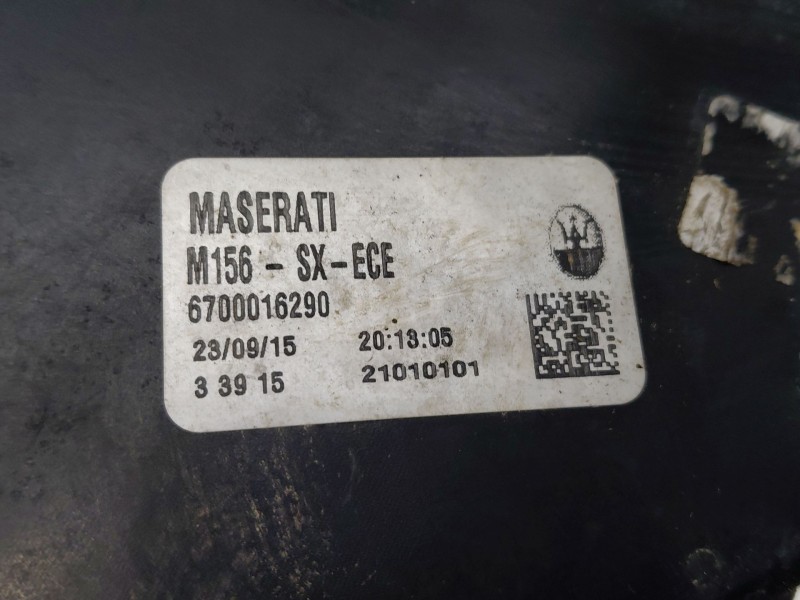 MASERATI
M156 - SX-ECE
6700016290
23/09/15 20:13:05
3 39 15 21010101